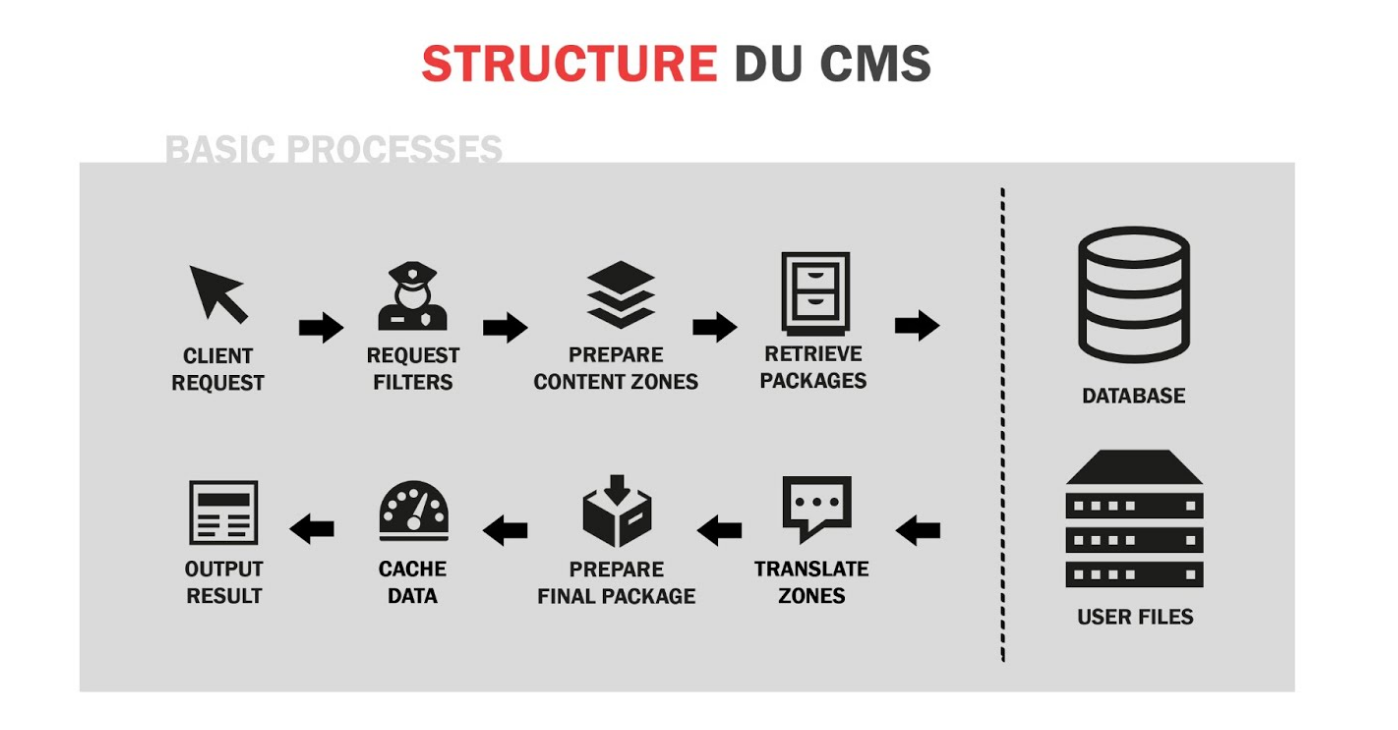 STRUCTURE DU CMS
BASIC PROCESSES
CLIENT
REQUEST
REQUEST
FILTERS
PREPARE
CONTENT ZONES
RETRIEVE
PACKAGES
DATABASE
OUTPUT
RESULT
CACHE
DATA
PREPARE
FINAL PACKAGE
TRANSLATE
ZONES
USER FILES